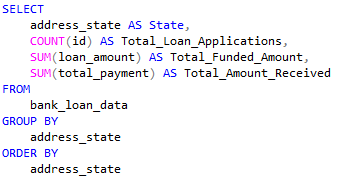 SELECT
address_state AS State,
COUNT(id) AS Total_Loan_Applications,
SUM(loan_amount) AS Total_Funded_Amount,
SUM(total_payment) AS Total_Amount_Received
FROM
bank_loan_data
GROUP BY
address_state
ORDER BY
address_state